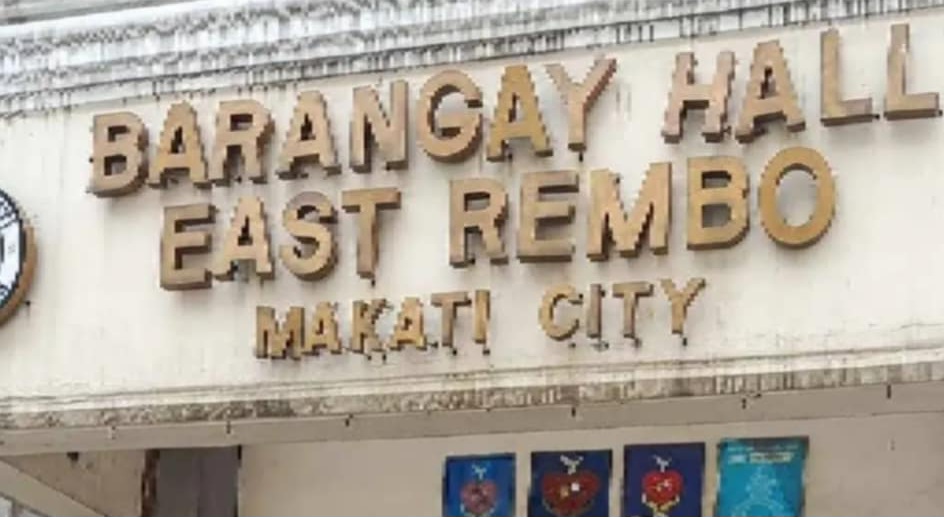 BARANGAY HALL
EAST REMBO
MAKATI CITY